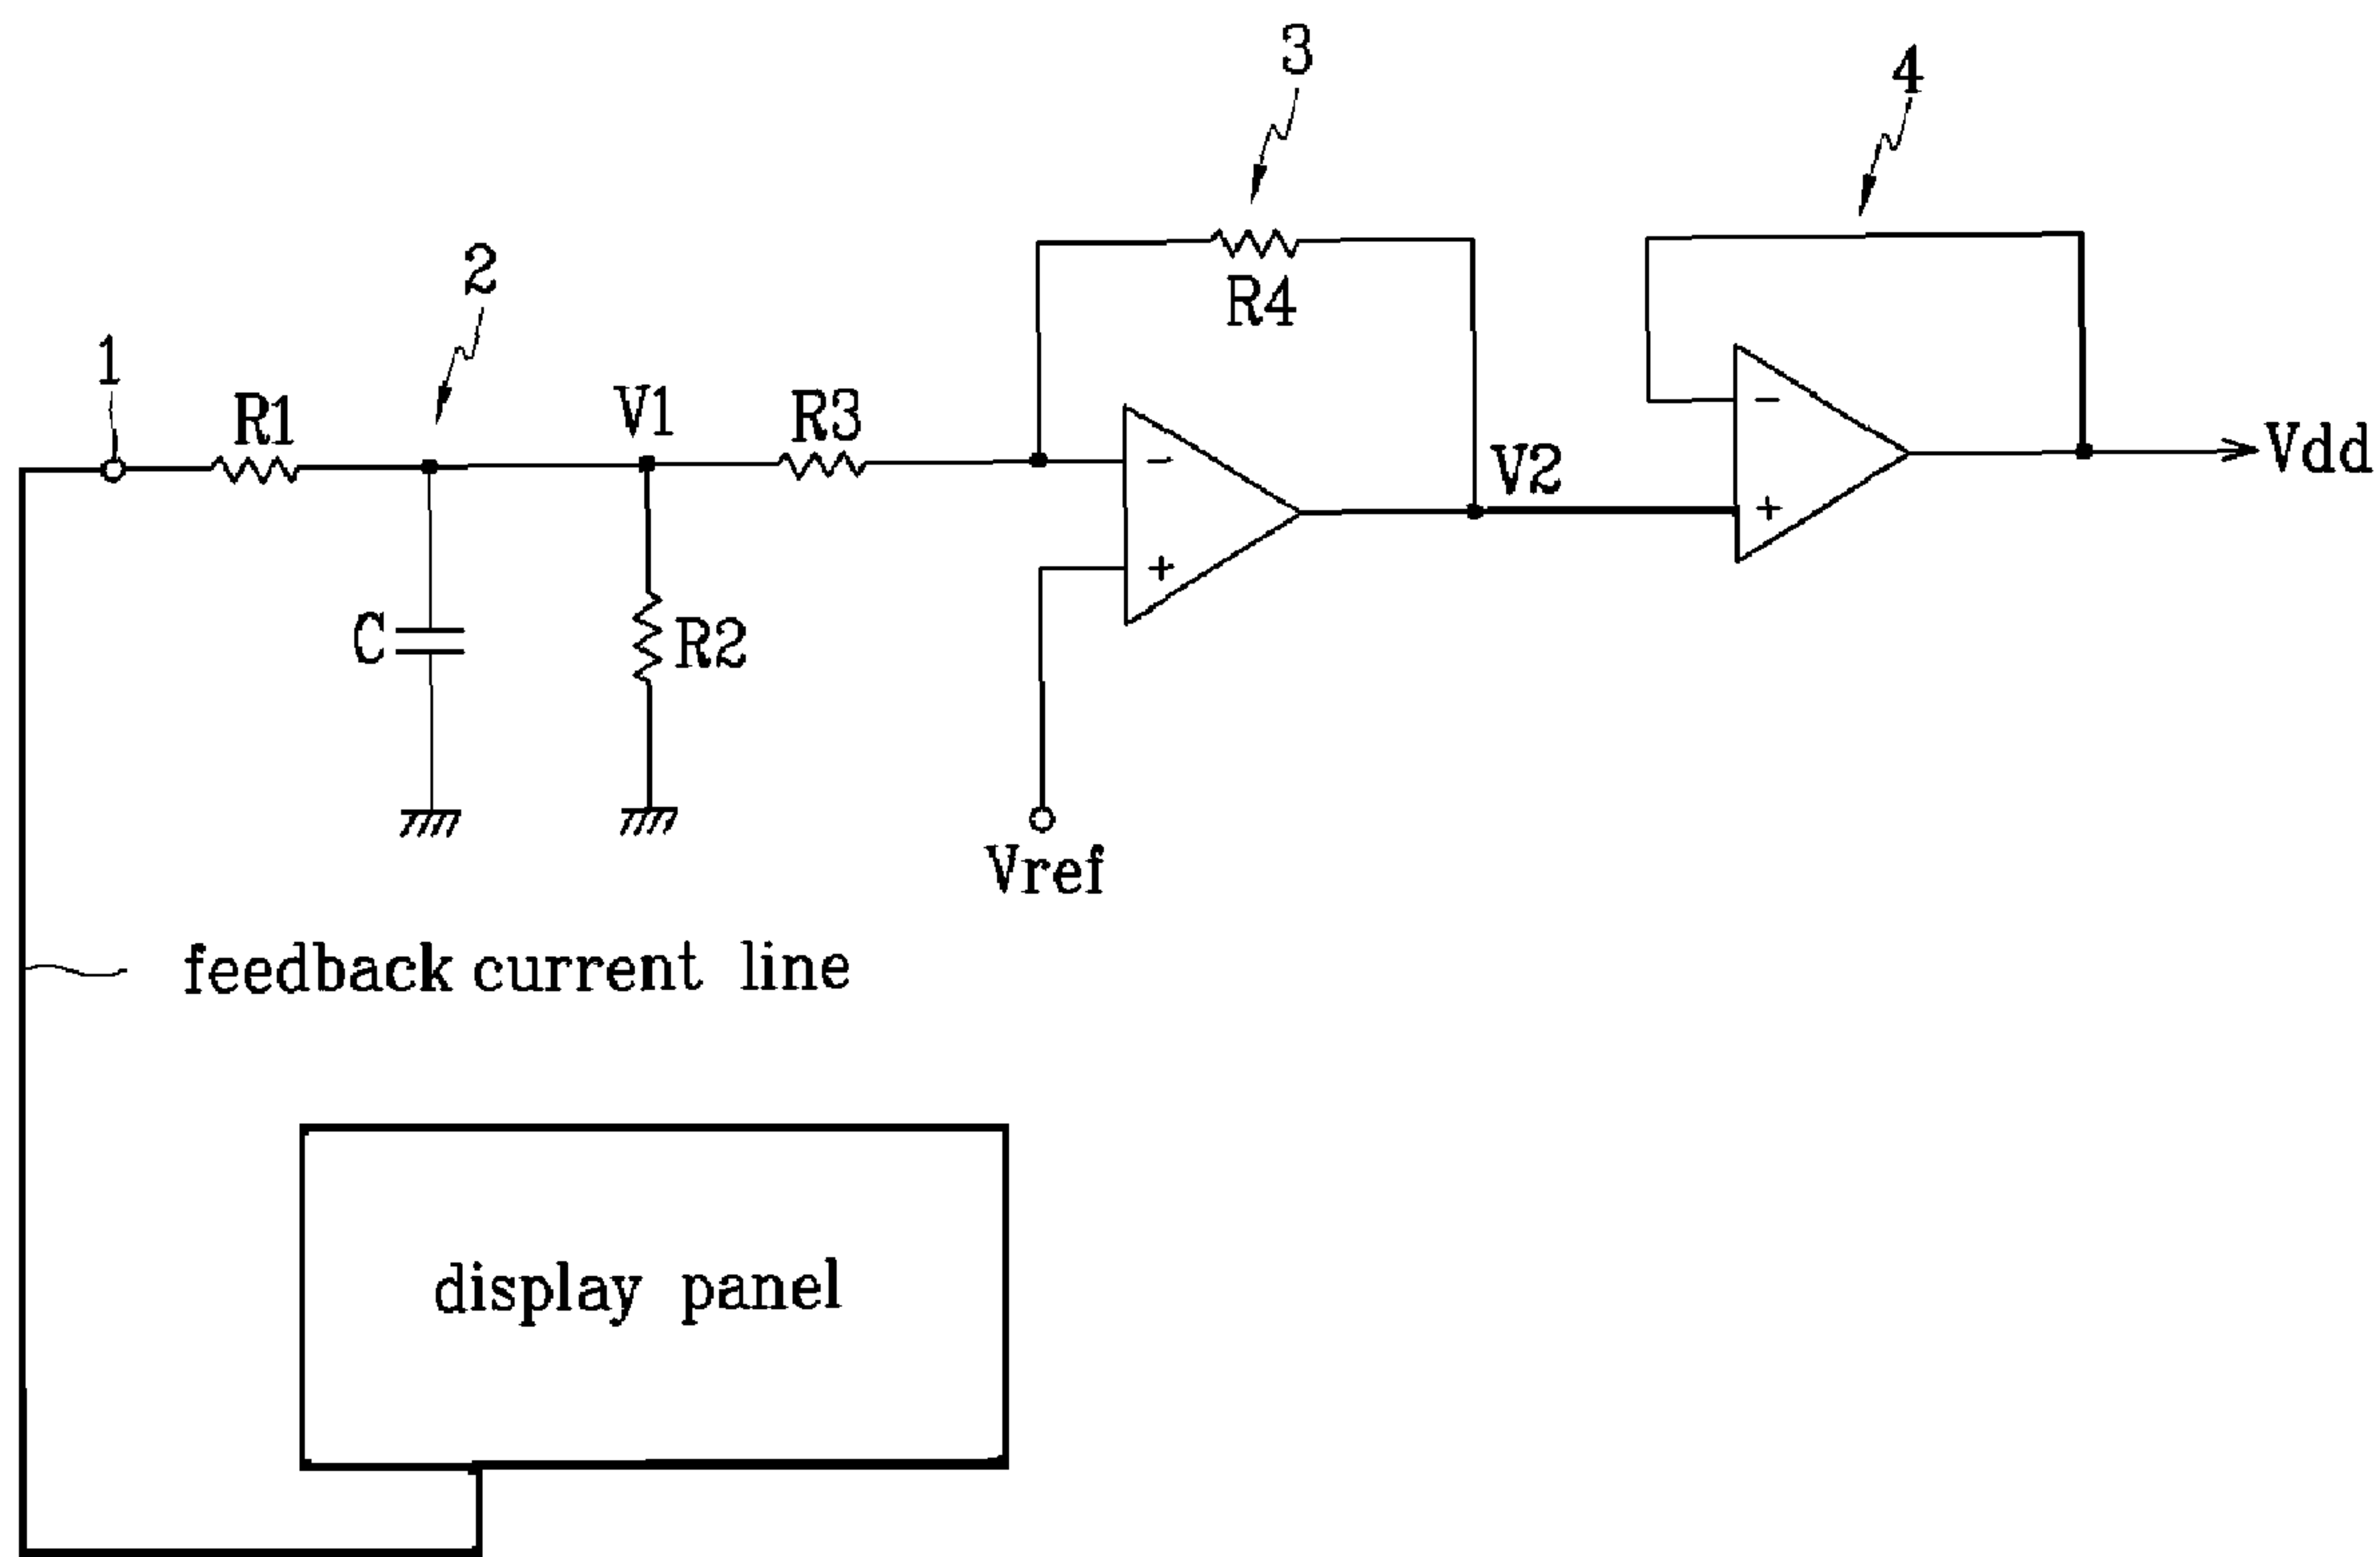 3
4
2
1
R4
R1
V1
R3
V2
Vdd
-
-
+
+
C
R2
Vref
feedback current line
display panel